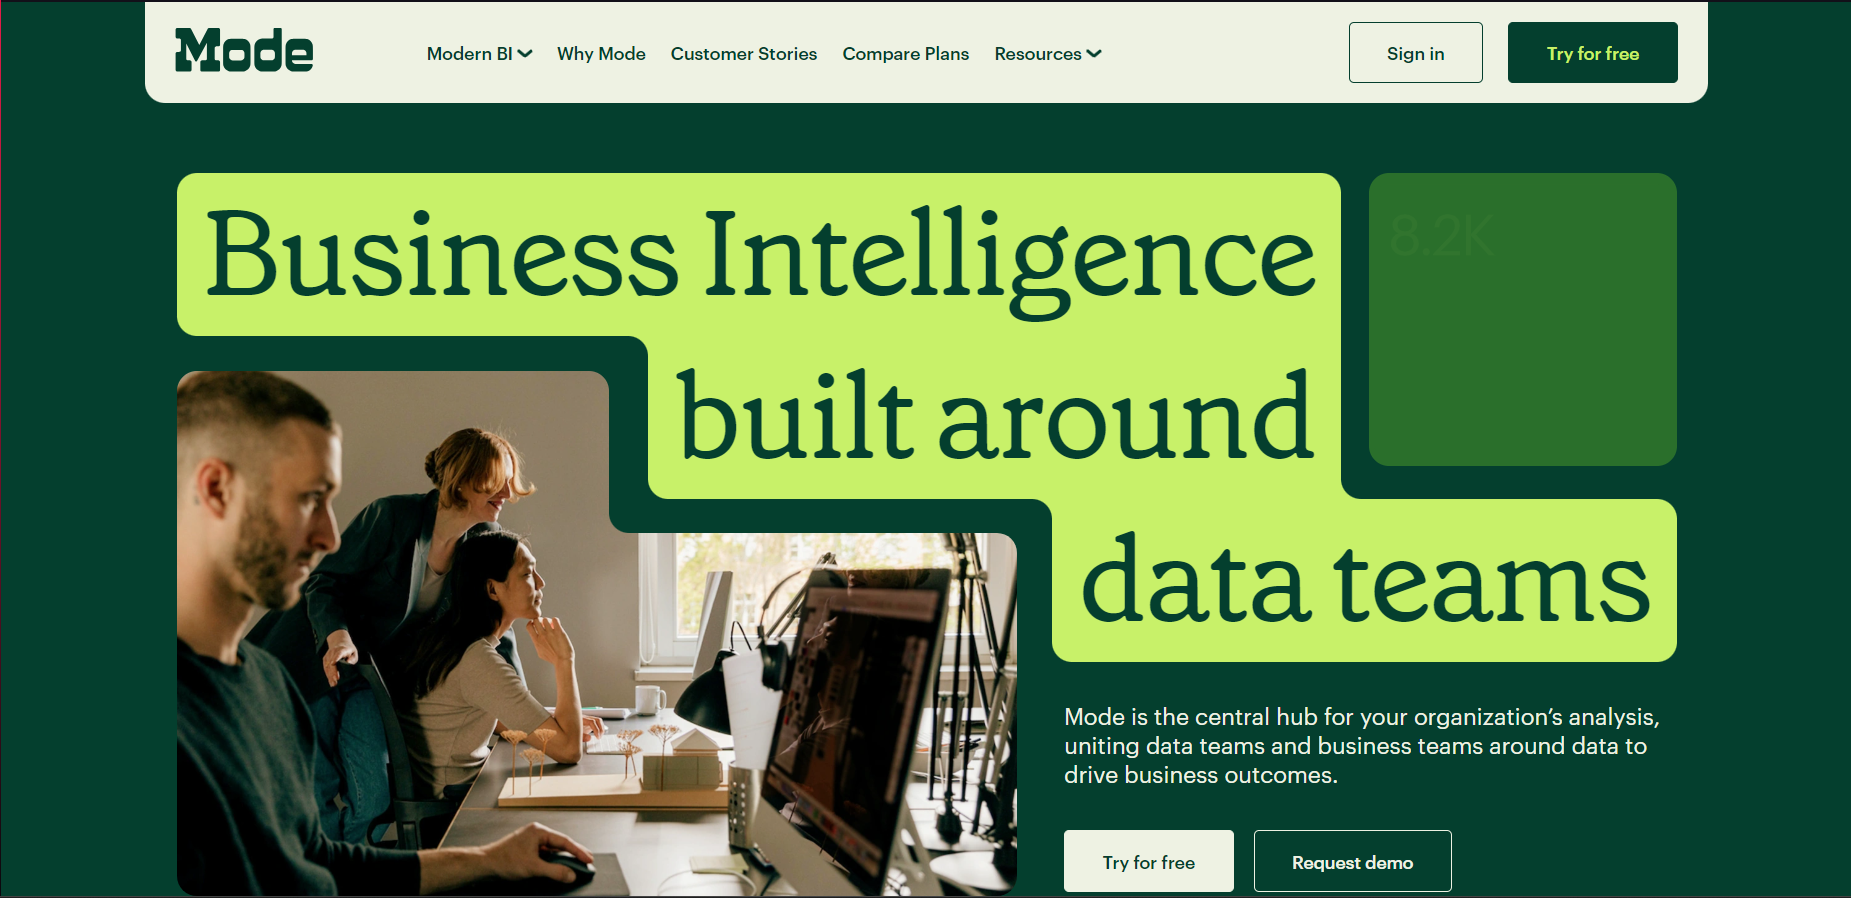 Mode
Modern BI
Why Mode
Customer Stories
Compare Plans
Resources
Sign in
Try for free
Business Intelligence
built around
data teams
8.2K
Mode is the central hub for your organization’s analysis,
uniting data teams and business teams around data to
drive business outcomes.
Try for free
Request demo